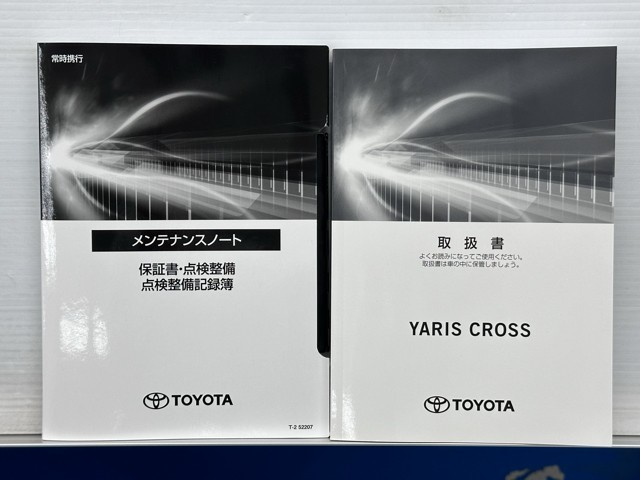 常時携行
メンテナンスノート
保証書・点検整備
点検整備記録簿
TOYOTA
T-2 52207
取扱書
よくお読みになってご使用ください。
取扱書は車の中に保管しましょう。
YARIS CROSS
TOYOTA